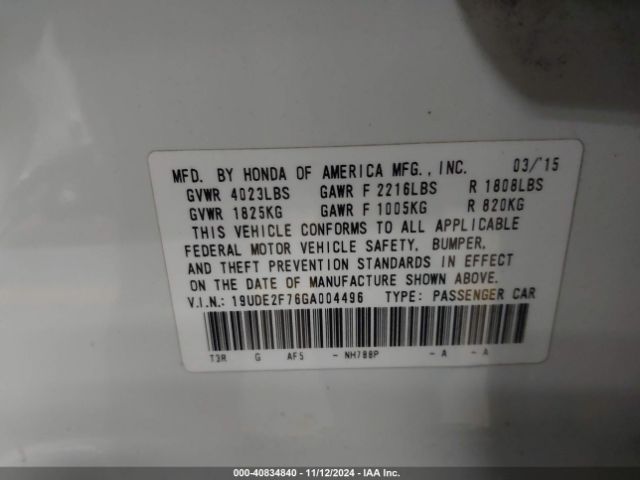 MFD. BY HONDA OF AMERICA MFG., INC. 03/'15
GVWR 4023LBS GAWR F 2216LBS R 1808LBS
GVWR 1825KG GAWR F 1005KG R 820KG
THIS VEHICLE CONFORMS TO ALL APPLICABLE
FEDERAL MOTOR VEHICLE SAFETY, BUMPER,
AND THEFT PREVENTION STANDARDS IN EFFECT
ON THE DATE OF MANUFACTURE SHOWN ABOVE.
V.I.N.: 19UDE2F76GA004496 TYPE: PASSENGER CAR
T3R G AF5 - NH788P - A - A
000-40834840 - 11/12/2024 - IAA Inc.